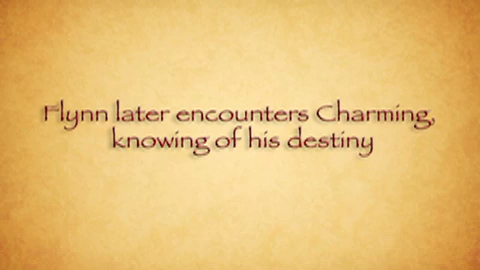 Flynn later encounters Charming,
knowing of his destiny